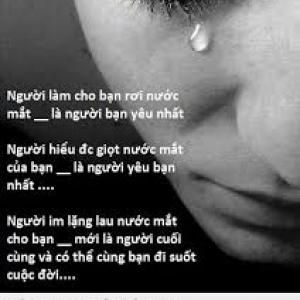 Người làm cho bạn rơi nước
mắt __ là người bạn yêu nhất
Người hiểu đc giọt nước mắt
của bạn __ là người yêu bạn
nhất ....
Người im lặng lau nước mắt
cho bạn __ mới là người cuối
cùng và có thể cùng bạn đi suốt
cuộc đời....